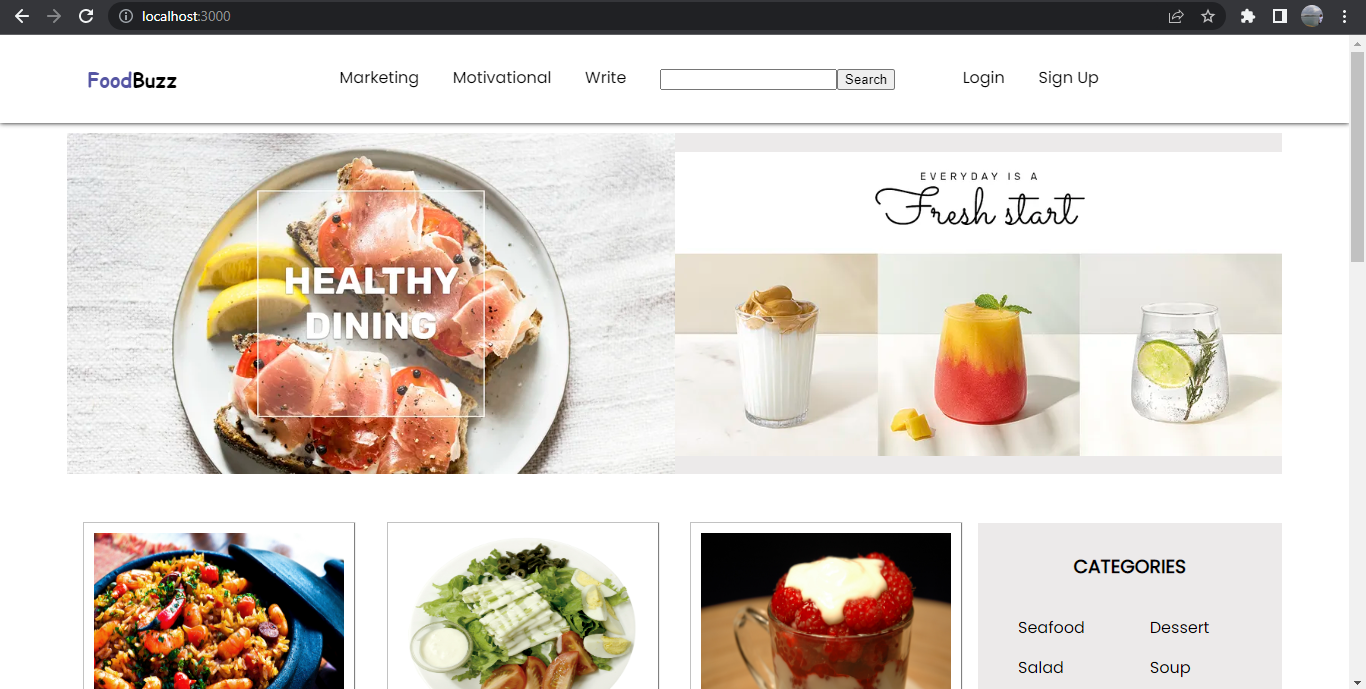 localhost:3000
FoodBuzz Marketing Motivational Write Search Login Sign Up
HEALTHY
DINING
EVERYDAY IS A
Fresh start
CATEGORIES
Seafood Dessert
Salad Soup